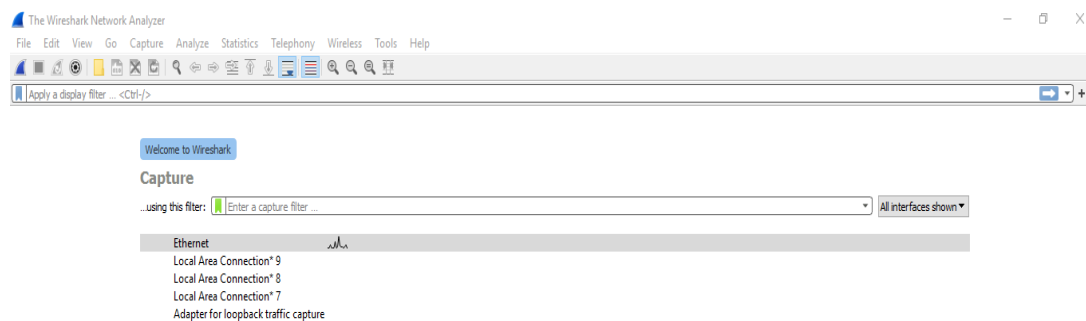 The Wireshark Network Analyzer
File Edit View Go Capture Analyze Statistics Telephony Wireless Tools Help
Apply a display filter ... <Ctrl-/>
Welcome to Wireshark
Capture
...using this filter: Enter a capture filter ... All interfaces shown
Ethernet
Local Area Connection* 9
Local Area Connection* 8
Local Area Connection* 7
Adapter for loopback traffic capture